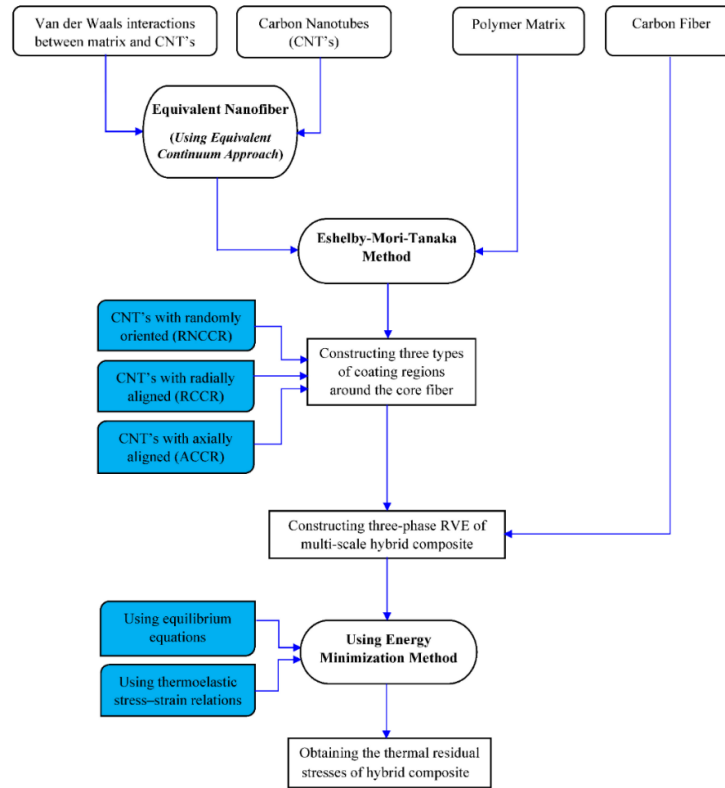 Van der Waals interactions
between matrix and CNT's
Carbon Nanotubes
(CNT's)
Polymer Matrix
Carbon Fiber
Equivalent Nanofiber
(Using Equivalent
Continuum Approach)
Eshelby-Mori-Tanaka
Method
CNT's with randomly
oriented (RNCCR)
CNT's with radially
aligned (RCCR)
CNT's with axially
aligned (ACCR)
Constructing three types
of coating regions
around the core fiber
Constructing three-phase RVE of
multi-scale hybrid composite
Using equilibrium
equations
Using thermoelastic
stress–strain relations
Using Energy
Minimization Method
Obtaining the thermal residual
stresses of hybrid composite